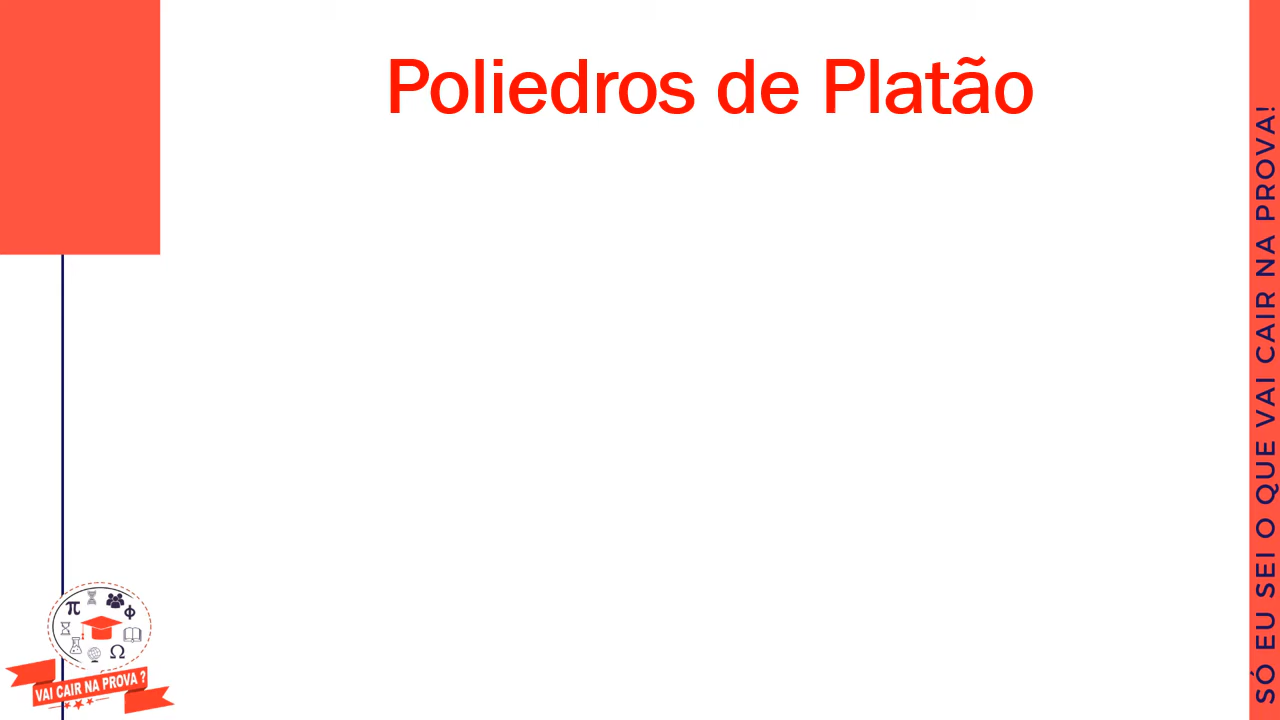 Poliedros de Platão
SÓ EU SEI O QUE VAI CAIR NA PROVA!
π
Φ
Ω
VAI CAIR NA PROVA ?